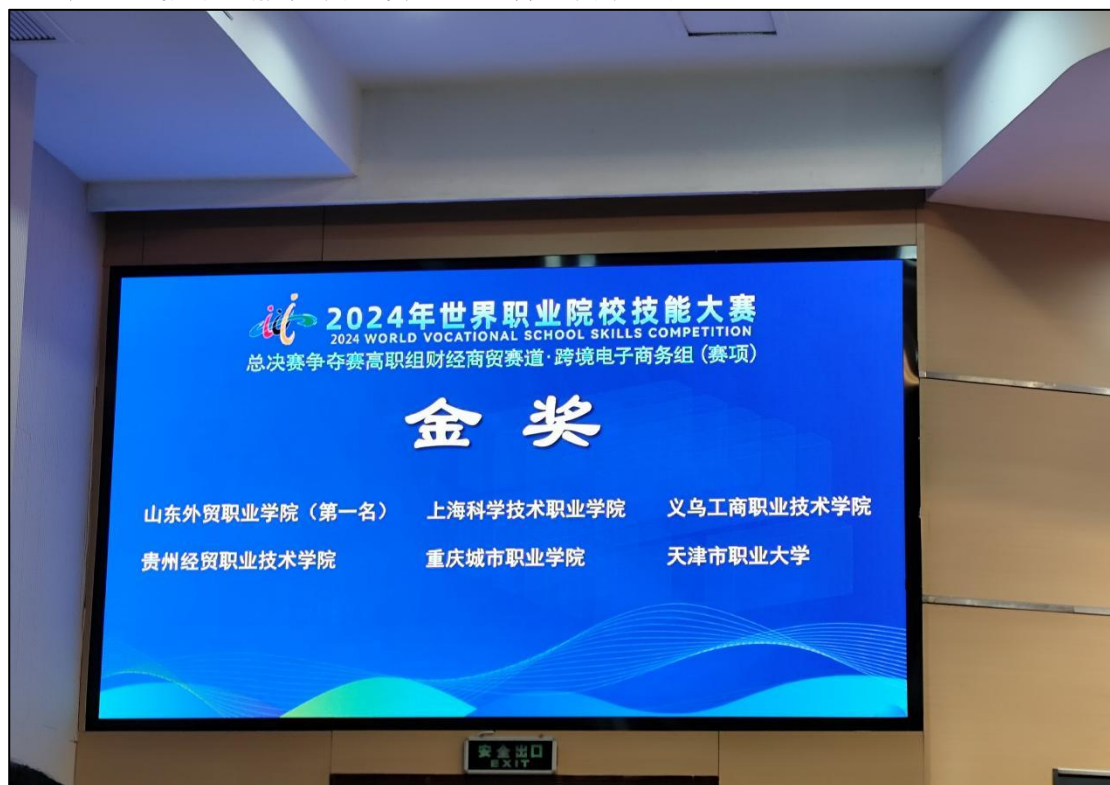 2024年世界职业院校技能大赛
2024 WORLD VOCATIONAL SCHOOL SKILLS COMPETITION
总决赛争夺赛高职组财经商贸赛道·跨境电子商务组（赛项）
金奖
山东外贸职业学院（第一名） 上海科学技术职业学院 义乌工商职业技术学院
贵州经贸职业技术学院 重庆城市职业学院 天津市职业大学
安全出口
EXIT